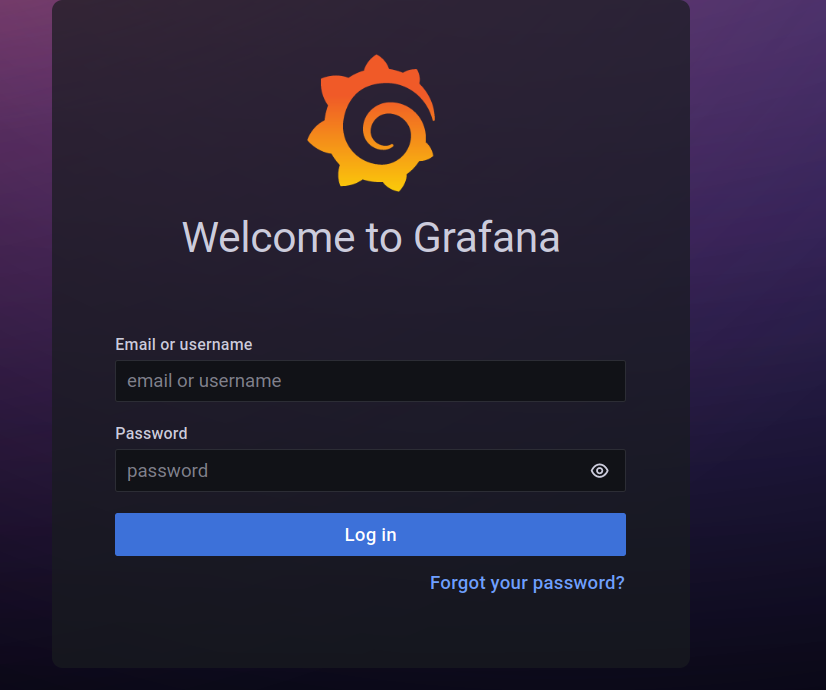 Welcome to Grafana
Email or username
email or username
Password
password
Log in
Forgot your password?